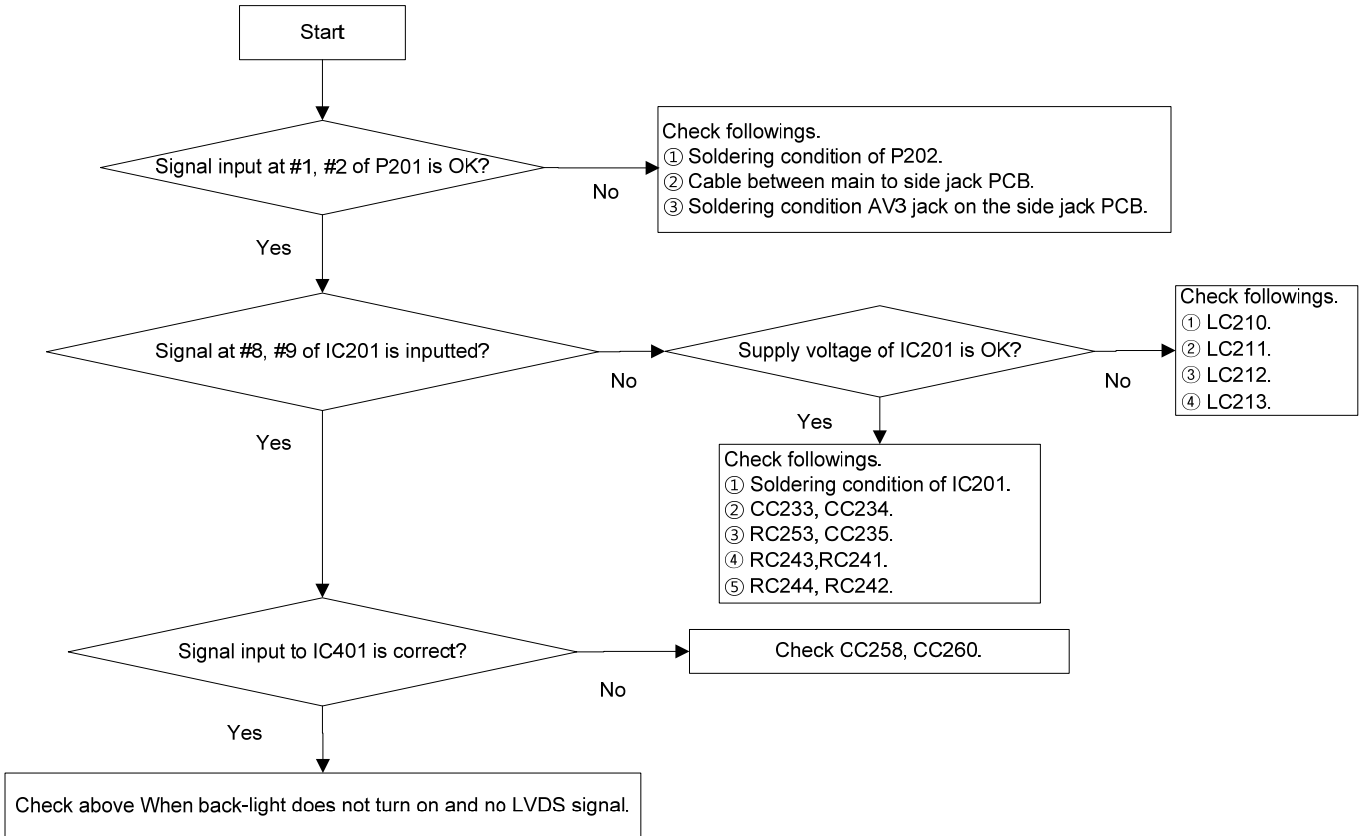 Start
Signal input at #1, #2 of P201 is OK?
No
Check followings.
① Soldering condition of P202.
② Cable between main to side jack PCB.
③ Soldering condition AV3 jack on the side jack PCB.
Yes
Signal at #8, #9 of IC201 is inputted?
No
Supply voltage of IC201 is OK?
No
Check followings.
① LC210.
② LC211.
③ LC212.
④ LC213.
Yes
Yes
Check followings.
① Soldering condition of IC201.
② CC233, CC234.
③ RC253, CC235.
④ RC243,RC241.
⑤ RC244, RC242.
Signal input to IC401 is correct?
No
Check CC258, CC260.
Yes
Check above When back-light does not turn on and no LVDS signal.